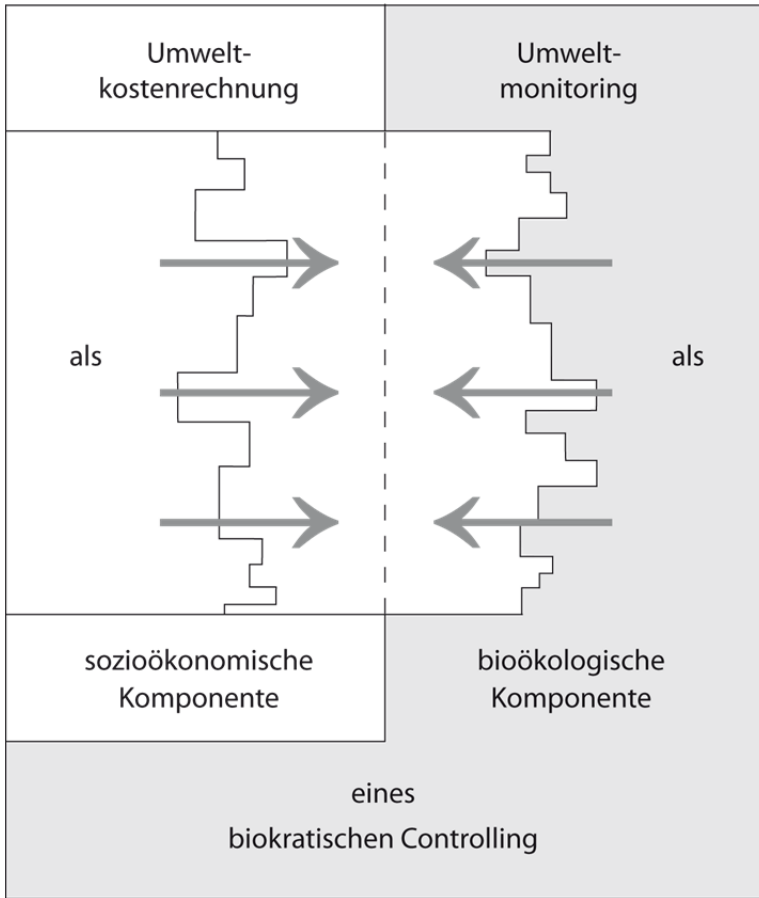 Umwelt-
kostenrechnung
Umwelt-
monitoring
als
als
sozioökonomische
Komponente
bioökologische
Komponente
eines
biokratischen Controlling